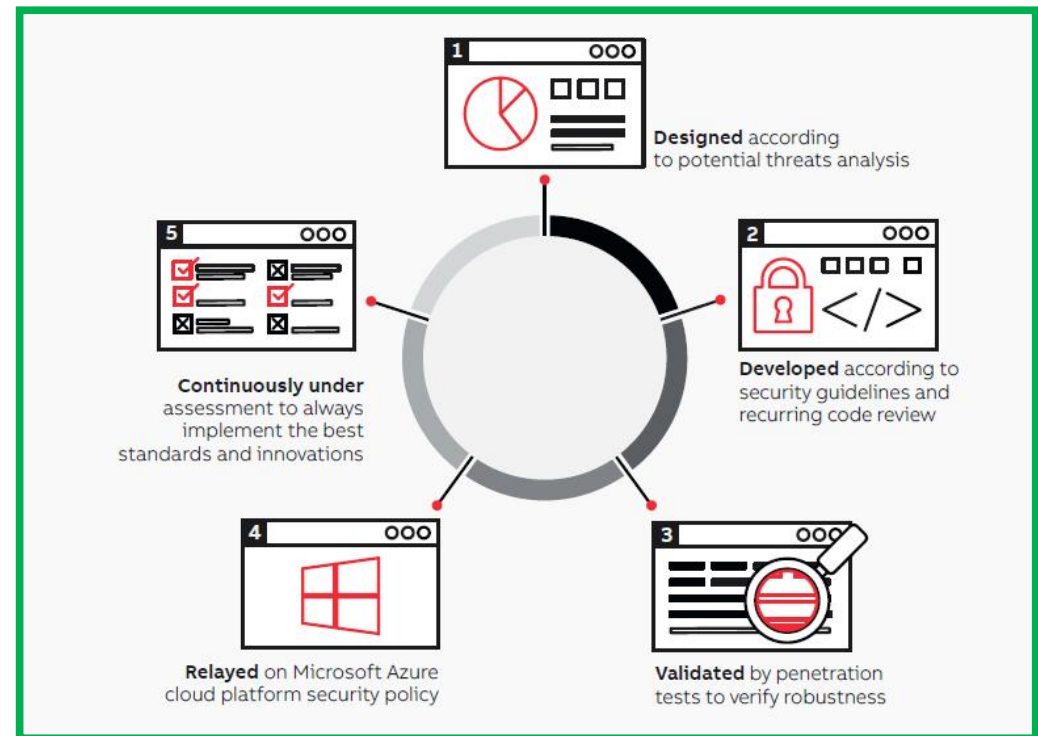 1
Designed according
to potential threats analysis
2
Developed according to
security guidelines and
recurring code review
3
Validated by penetration
tests to verify robustness
4
Relayed on Microsoft Azure
cloud platform security policy
5
Continuously under
assessment to always
implement the best
standards and innovations